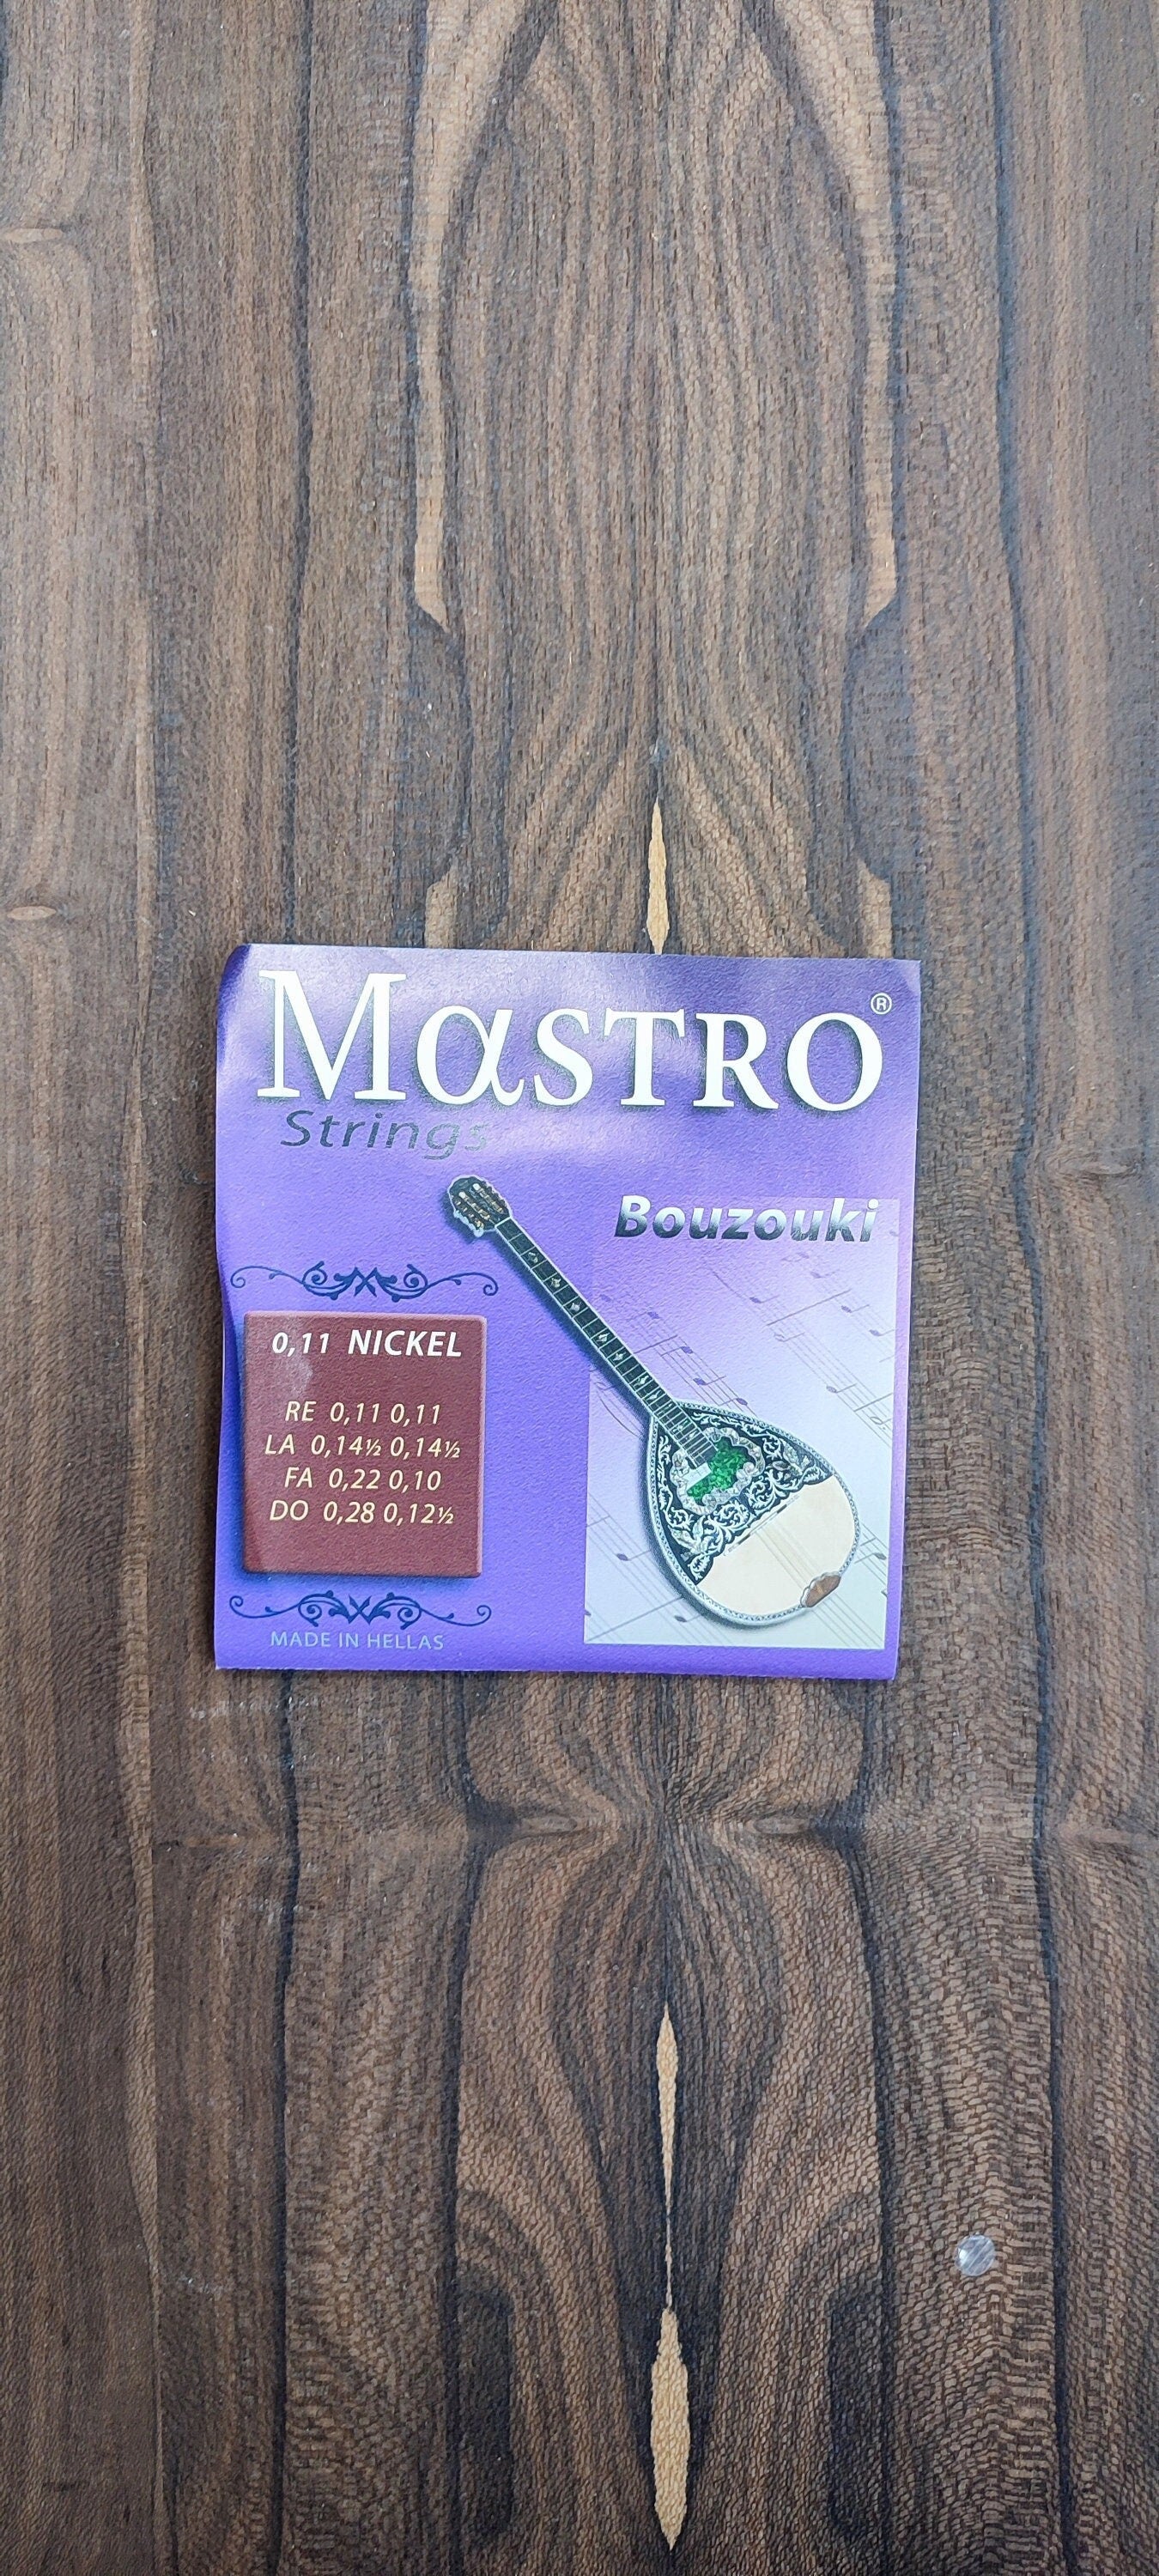 MαSTRO®
Strings
Bouzouki
0,11 NICKEL
RE 0,11 0,11
LA 0,14½ 0,14½
FA 0,22 0,10
DO 0,28 0,12½
MADE IN HELLAS